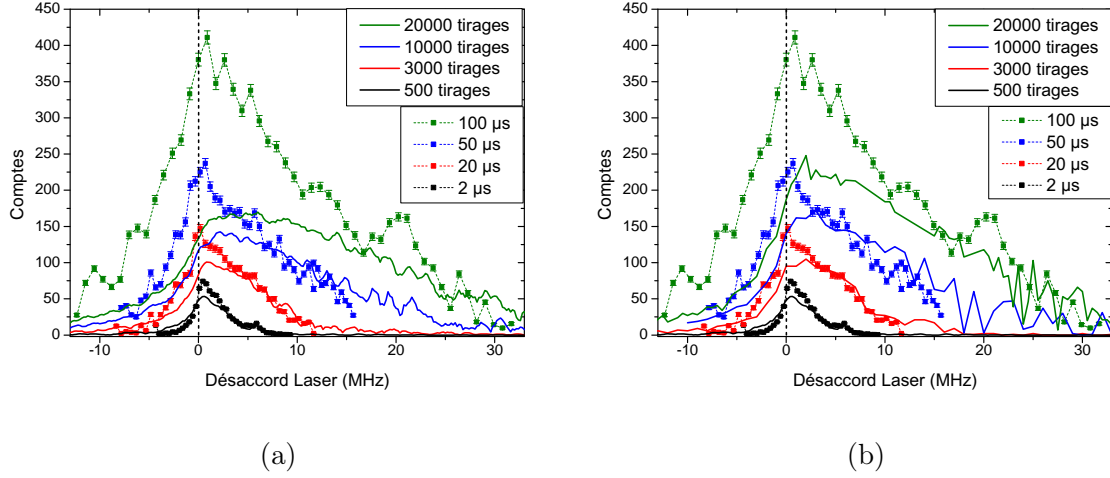 450
400
350
300
250
200
150
100
50
0
Comptes
-10
0
10
20
30
Désaccord Laser (MHz)
20000 tirages
10000 tirages
3000 tirages
500 tirages
100 µs
50 µs
20 µs
2 µs
(a)
450
400
350
300
250
200
150
100
50
0
Comptes
-10
0
10
20
30
Désaccord Laser (MHz)
20000 tirages
10000 tirages
3000 tirages
500 tirages
100 µs
50 µs
20 µs
2 µs
(b)